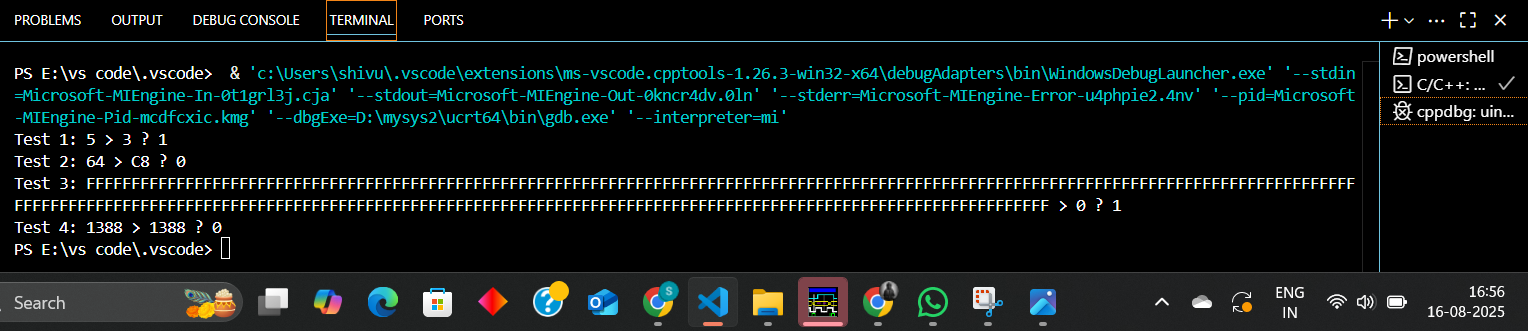 PROBLEMS OUTPUT DEBUG CONSOLE TERMINAL PORTS
PS E:\vs code\.vscode>  & 'c:\Users\shivu\.vscode\extensions\ms-vscode.cpptools-1.26.3-win32-x64\debugAdapters\bin\WindowsDebugLauncher.exe' '--stdin
=Microsoft-MIEngine-In-0t1grl3j.cja' '--stdout=Microsoft-MIEngine-Out-0kncr4dv.0ln' '--stderr=Microsoft-MIEngine-Error-u4phpie2.4nv' '--pid=Microsoft
-MIEngine-Pid-mcdfcxic.kmg' '--dbgExe=D:\mysys2\ucrt64\bin\gdb.exe' '--interpreter=mi'
Test 1: 5 > 3 ? 1
Test 2: 64 > C8 ? 0
Test 3: FFFFFFFFFFFFFFFFFFFFFFFFFFFFFFFFFFFFFFFFFFFFFFFFFFFFFFFFFFFFFFFFFFFFFFFFFFFFFFFFFFFFFFFFFFFFFFFFFFFFFFFFFFFFFFFFFFFFFFFFFFFFFFFFFFFFFFFFFFFFF
FFFFFFFFFFFFFFFFFFFFFFFFFFFFFFFFFFFFFFFFFFFFFFFFFFFFFFFFFFFFFFFFFFFFFFFFFFFFFFFFFFFFFFFFFFFFFFFFFFFFFFFFFFFFFFFFFFF > 0 ? 1
Test 4: 1388 > 1388 ? 0
PS E:\vs code\.vscode>
powershell
C/C++: ...
cppdbg: uin...
Search
S
ENG
IN
16:56
16-08-2025